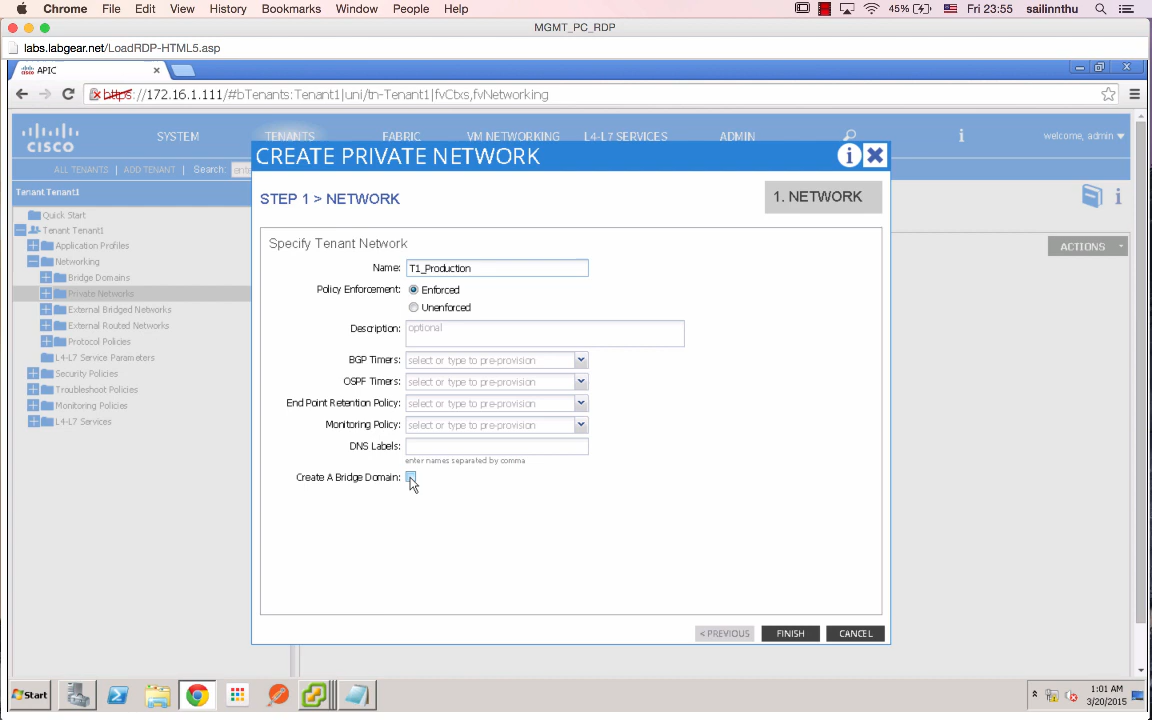 Chrome File Edit View History Bookmarks Window People Help 45% Fri 23:55 sailinnthu
MGMT_PC_RDP
labs.labgear.net/LoadRDP-HTML5.asp
APIC
https://172.16.1.111/#bTenants:Tenant1|uni/tn-Tenant1|fvCtxs,fvNetworking
CISCO SYSTEM TENANTS FABRIC VM NETWORKING L4-L7 SERVICES ADMIN i welcome, admin
CREATE PRIVATE NETWORK i
ALL TENANTS | ADD TENANT | Search: ente
Tenant Tenant1
STEP 1 > NETWORK 1. NETWORK i
Quick Start
Tenant Tenant1
Application Profiles
Networking
Bridge Domains
Private Networks
External Bridged Networks
External Routed Networks
Protocol Policies
L4-L7 Service Parameters
Security Policies
Troubleshoot Policies
Monitoring Policies
L4-L7 Services
ACTIONS
Specify Tenant Network
Name: T1_Production
Policy Enforcement: Enforced
Unenforced
Description: optional
BGP Timers: select or type to pre-provision
OSPF Timers: select or type to pre-provision
End Point Retention Policy: select or type to pre-provision
Monitoring Policy: select or type to pre-provision
DNS Labels:
enter names separated by comma
Create A Bridge Domain:
< PREVIOUS FINISH CANCEL
Start 1:01 AM
3/20/2015